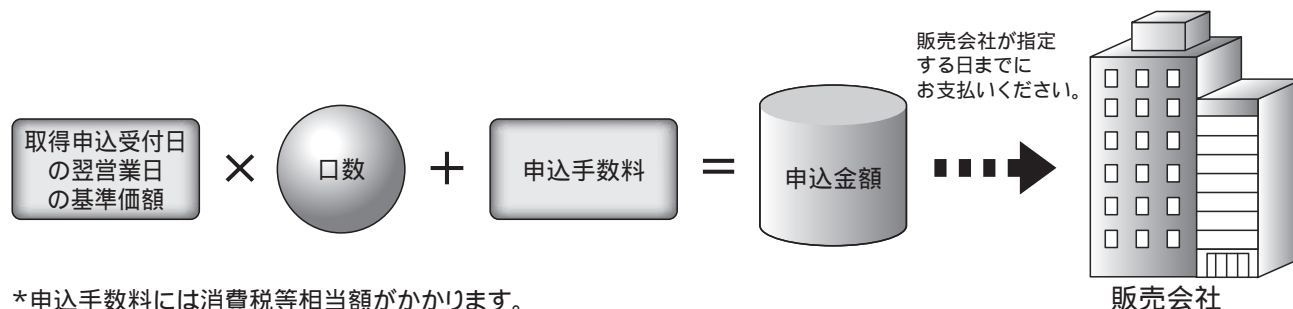 取得申込受付日
の翌営業日
の基準価額
×
口数
+
申込手数料
=
申込金額
販売会社が指定
する日までに
お支払いください。
販売会社
*申込手数料には消費税等相当額がかかります。